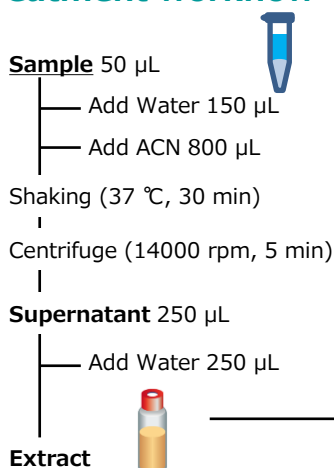 Sample 50 µL
Add Water 150 µL
Add ACN 800 µL
Shaking (37 ℃, 30 min)
Centrifuge (14000 rpm, 5 min)
Supernatant 250 µL
Add Water 250 µL
Extract